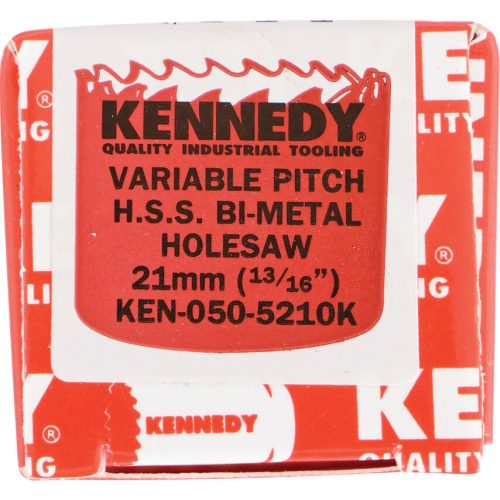 KENNEDY®
QUALITY INDUSTRIAL TOOLING
VARIABLE PITCH
H.S.S. BI-METAL
HOLESAW
21mm (13/16")
KEN-050-5210K
KENNEDY